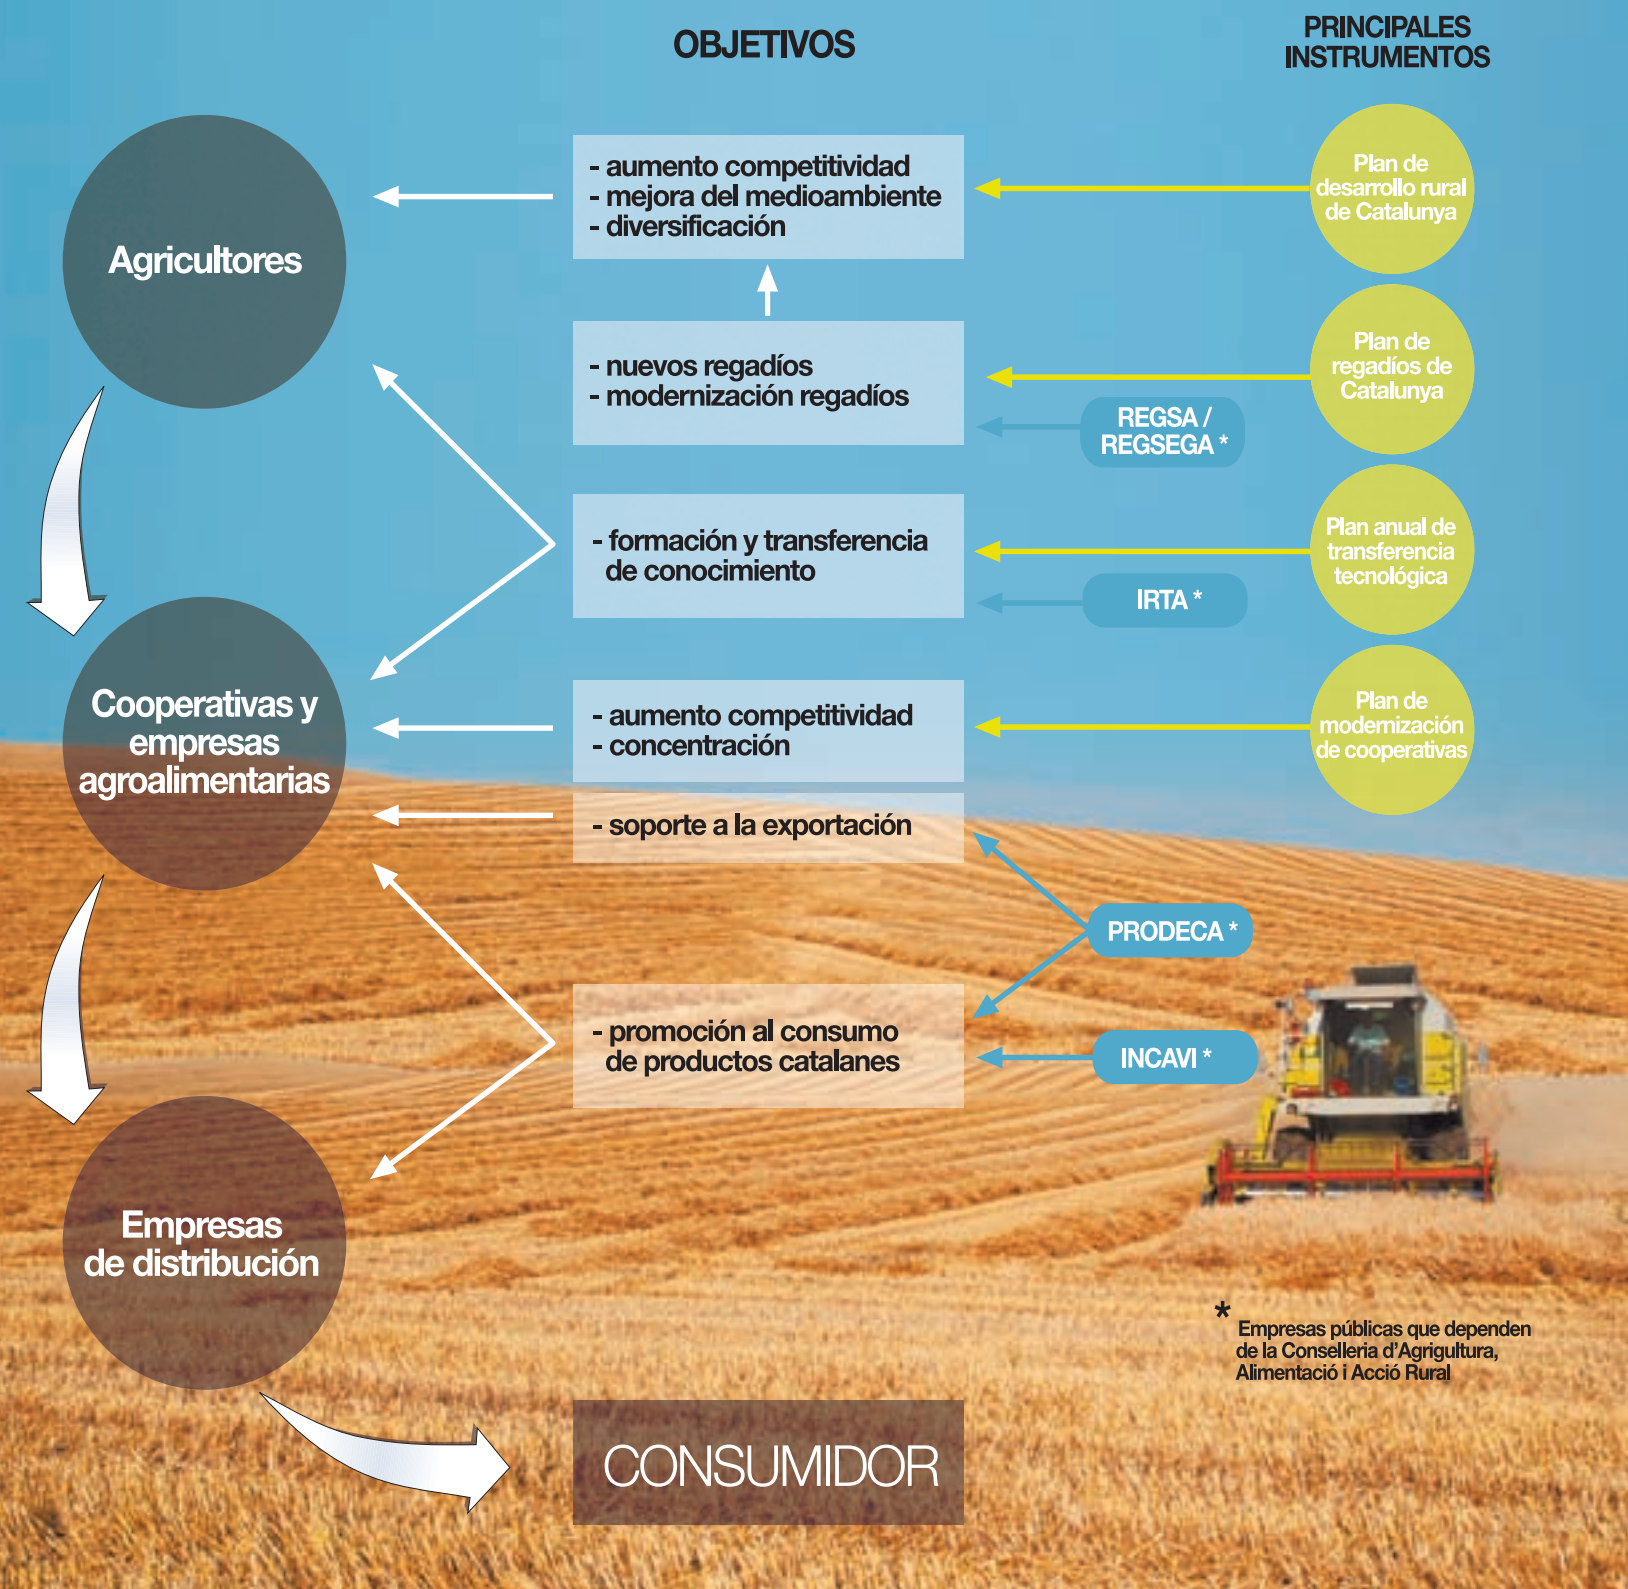 OBJETIVOS
PRINCIPALES
INSTRUMENTOS
Agricultores
- aumento competitividad
- mejora del medioambiente
- diversificación
Plan de
desarrollo rural
de Catalunya
- nuevos regadíos
- modernización regadíos
Plan de
regadíos de
Catalunya
REGSA /
REGSEGA *
- formación y transferencia
de conocimiento
Plan anual de
transferencia
tecnológica
IRTA *
Cooperativas y
empresas
agroalimentarias
- aumento competitividad
- concentración
Plan de
modernización
de cooperativas
- soporte a la exportación
PRODECA *
- promoción al consumo
de productos catalanes
INCAVI *
Empresas
de distribución
* Empresas públicas que dependen
de la Conselleria d'Agrigultura,
Alimentació i Acció Rural
CONSUMIDOR